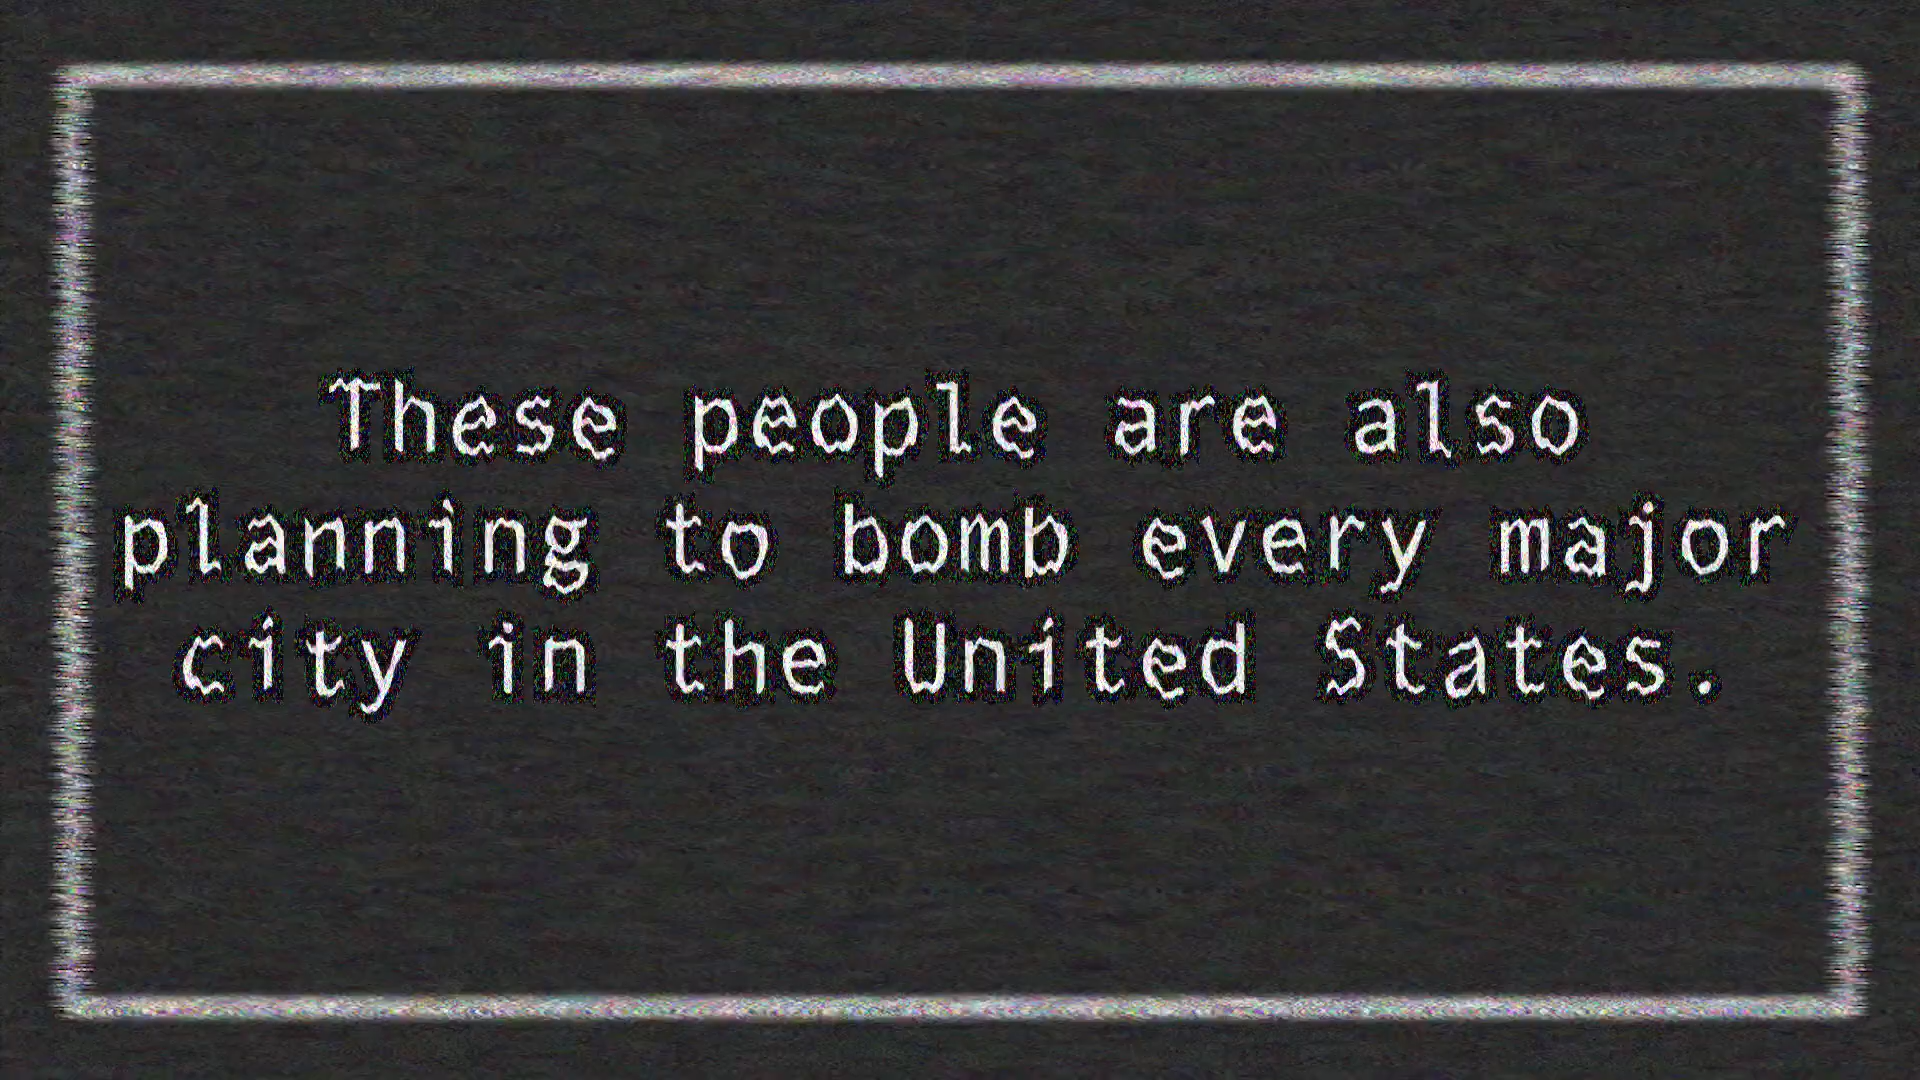 These people are also
planning to bomb every major
city in the United States.